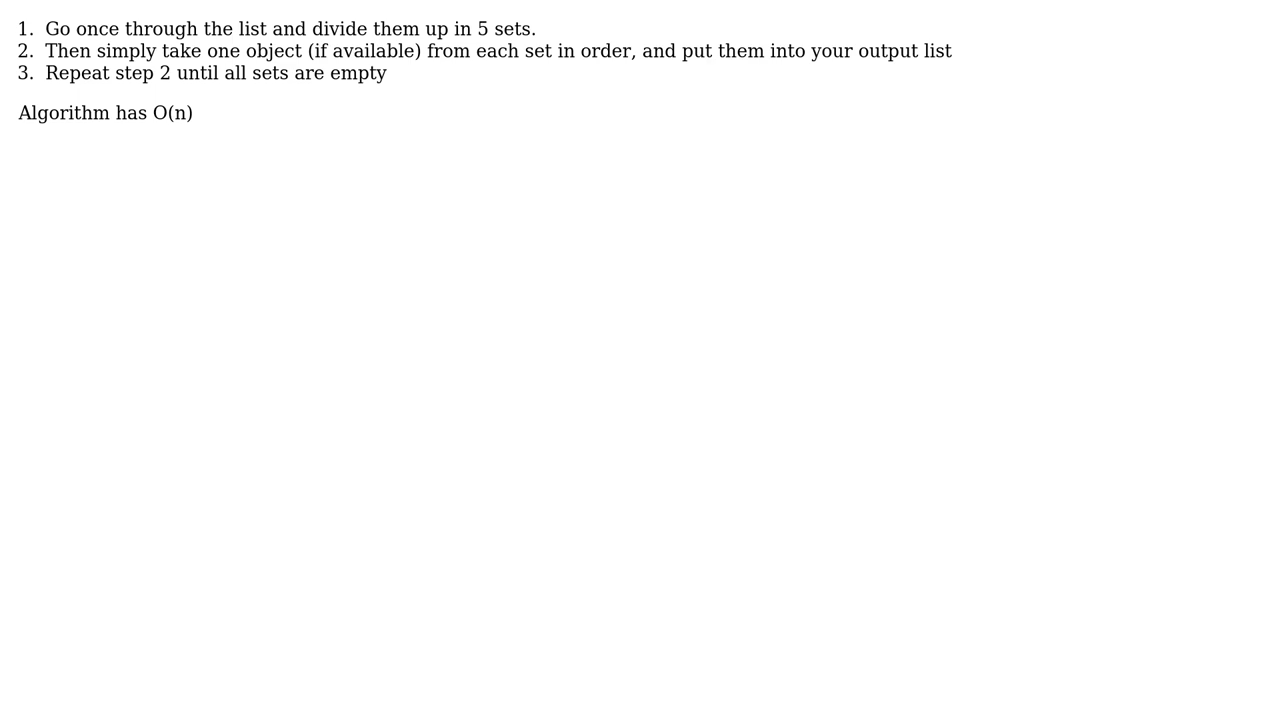 1. Go once through the list and divide them up in 5 sets.
2. Then simply take one object (if available) from each set in order, and put them into your output list
3. Repeat step 2 until all sets are empty
Algorithm has O(n)